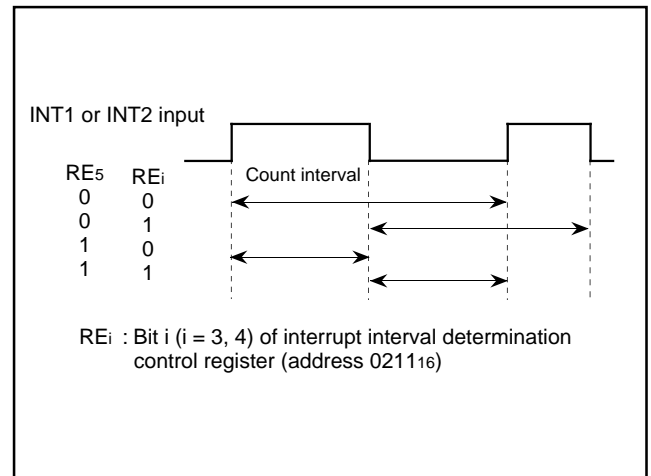 INT1 or INT2 input
RE5 REi Count interval
0 0
0 1
1 0
1 1
REi : Bit i (i = 3, 4) of interrupt interval determination
control register (address 021116)